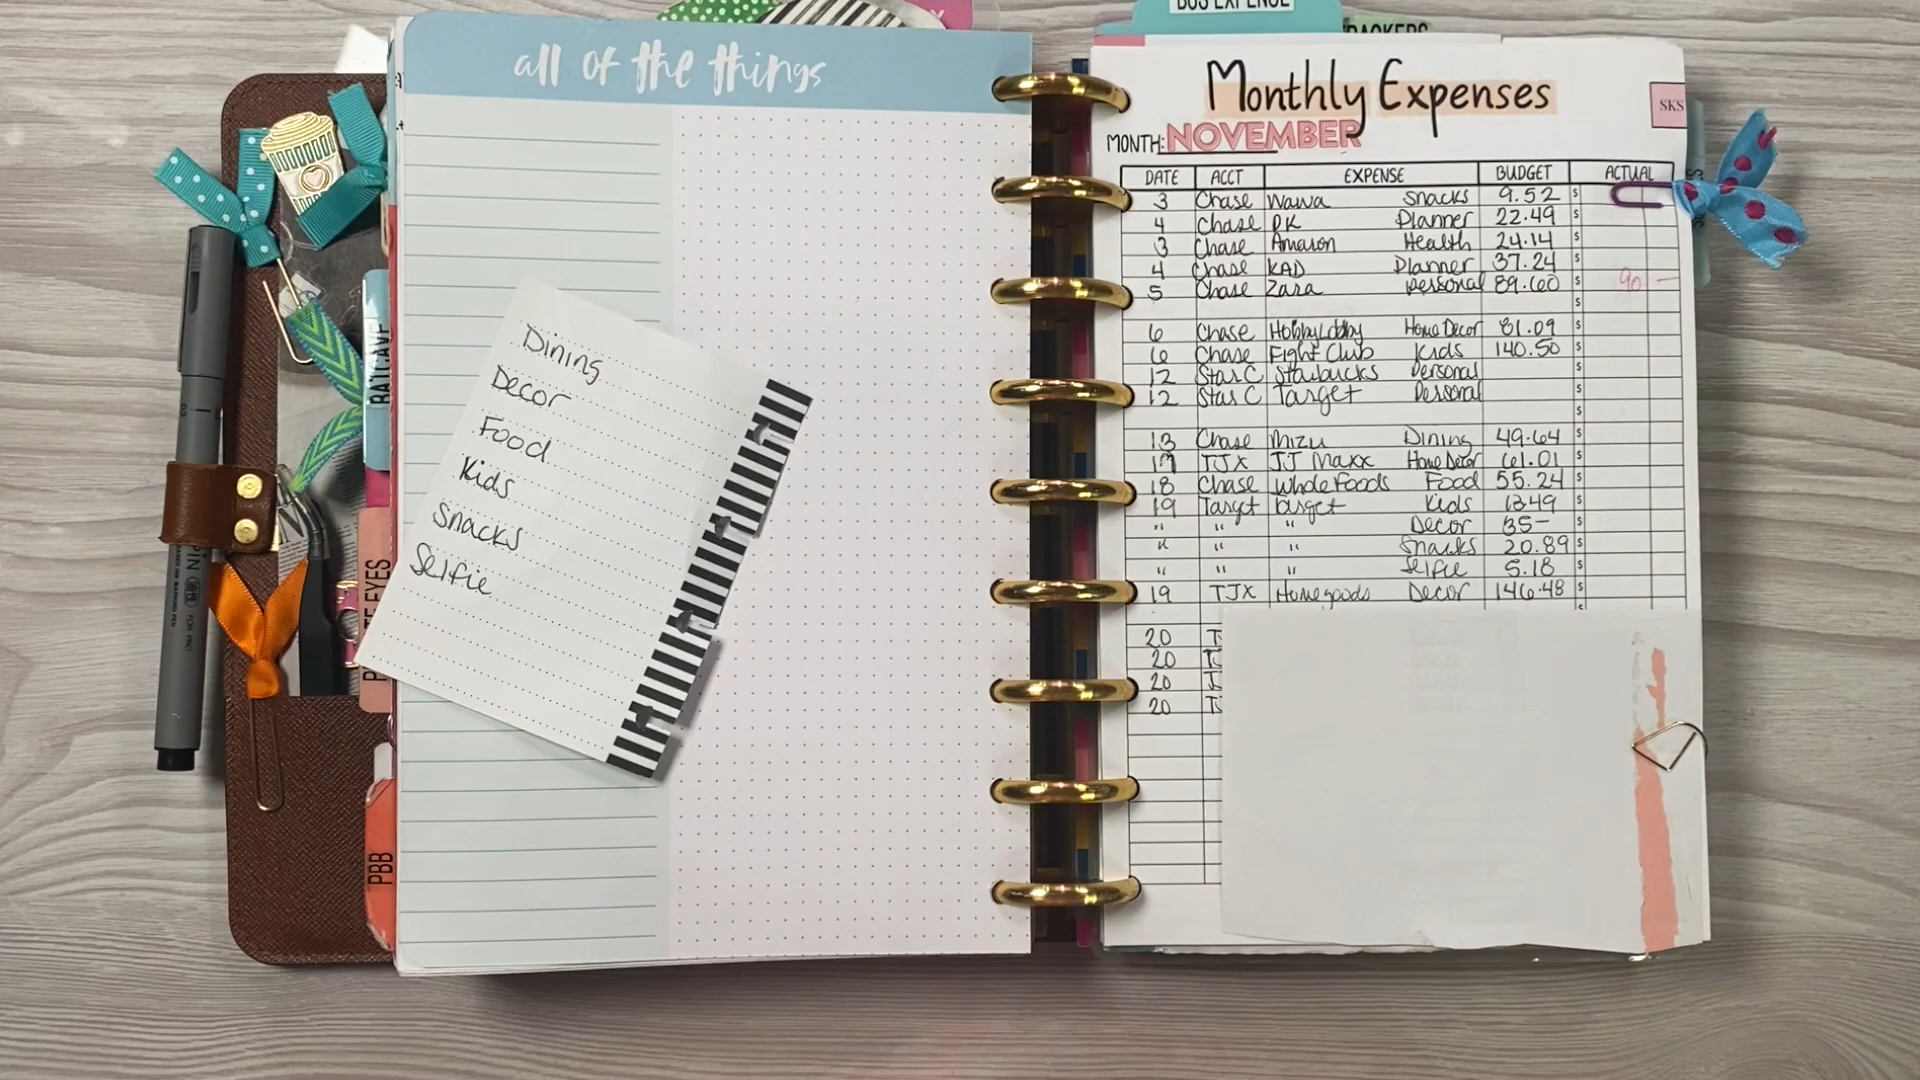 all of the things
Dining
Decor
Food
Kids
Snacks
Selfie
BUS EXPENSE
Monthly Expenses
SKS
MONTH: NOVEMBER
DATE ACCT EXPENSE BUDGET ACTUAL
3 Chase Wawa Snacks 9.52 $
4 Chase PK Planner 22.49 $
3 Chase Amazon Health 24.14 $
4 Chase KAD Planner 37.24 $
5 Chase Zara Personal 89.60 $ 90 —
$
6 Chase Hobby Lobby Home Decor 81.09 $
6 Chase Fight Club Kids 140.50 $
12 Stas C Starbucks Personal $
12 Stas C Target Personal $
$
13 Chase Mizu Dining 49.64 $
17 TJX TJ Maxx Home Decor 61.01 $
18 Chase Whole Foods Food 55.24 $
19 Target Target Kids 13.49 $
" " " Decor 35— $
" " " Snacks 20.89 $
" " " Selfie 5.18 $
19 TJX Homegoods Decor 146.48 $
20
20
20
20
BATCAVE
PBB